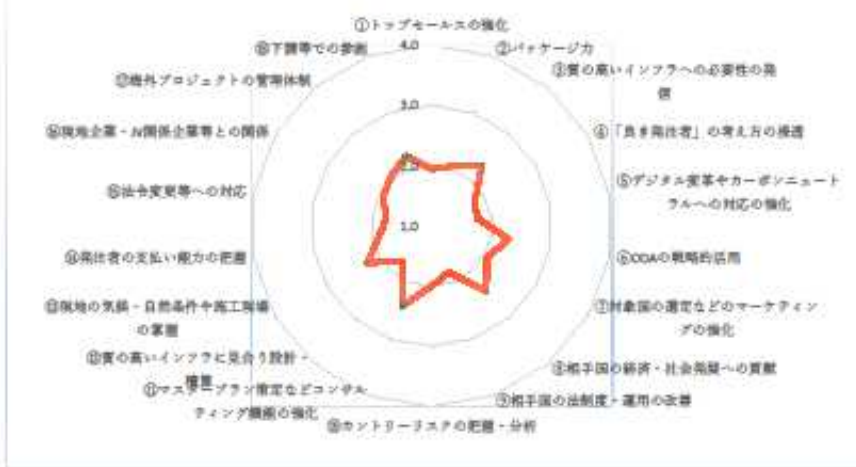 ①トップセールスの強化
4.0
②パッケージ力
③質の高いインフラへの必要性の発
信
④「良き発注者」の考え方の浸透
⑤デジタル変革やカーボンニュート
ラルへの対応の強化
⑥ODAの戦略的活用
⑦対象国の選定などのマーケティン
グの強化
⑧相手国の経済・社会発展への貢献
⑨相手国の法制度・運用の改善
⑩カントリーリスクの把握・分析
⑪マスタープラン策定などコンサル
ティング機能の強化
⑫質の高いインフラに見合う設計・
積算
⑬現地の気候・自然条件や施工現場
の掌握
⑭発注者の支払い能力の把握
⑮法令変更等への対応
⑯現地企業・JV関係企業等との関係
⑰海外プロジェクトの管理体制
⑱下請等での参画
3.0
1.0